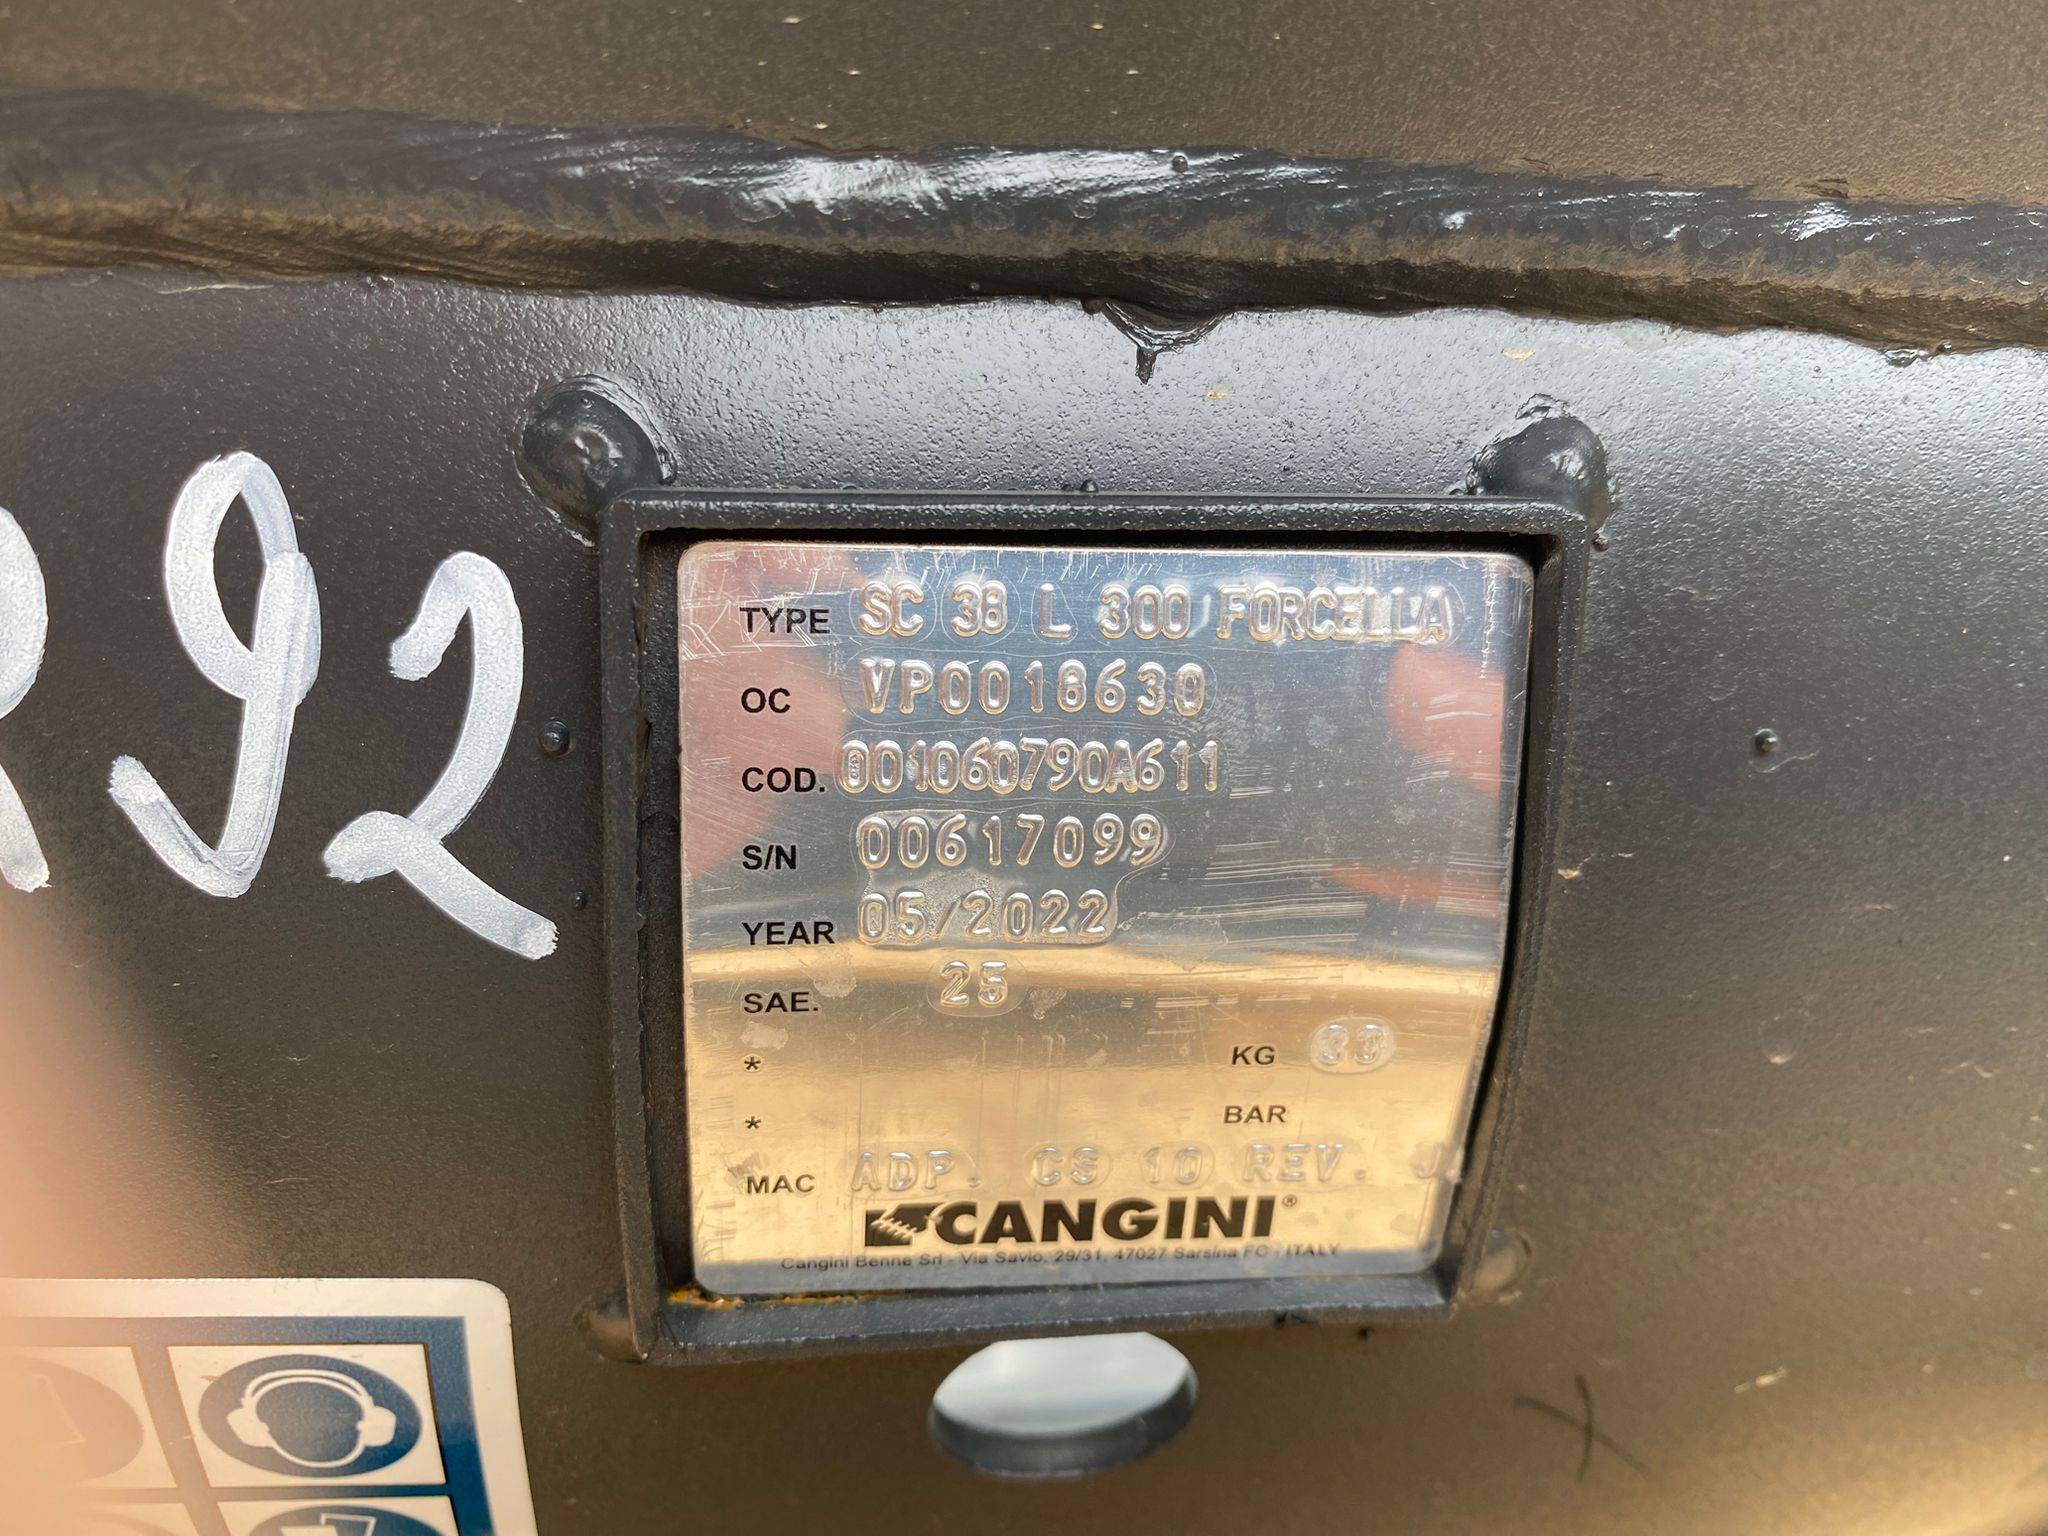 92
TYPE SC 38 L 300 FORCELLA
OC VP0018630
COD. 001060790A611
S/N 00617099
YEAR 05/2022
SAE. 25
* KG 33
* BAR
MAC ADP. CS 10 REV. J
CANGINI®
Cangini Benne Srl - Via Savio, 29/31, 47027 Sarsina FC - ITALY